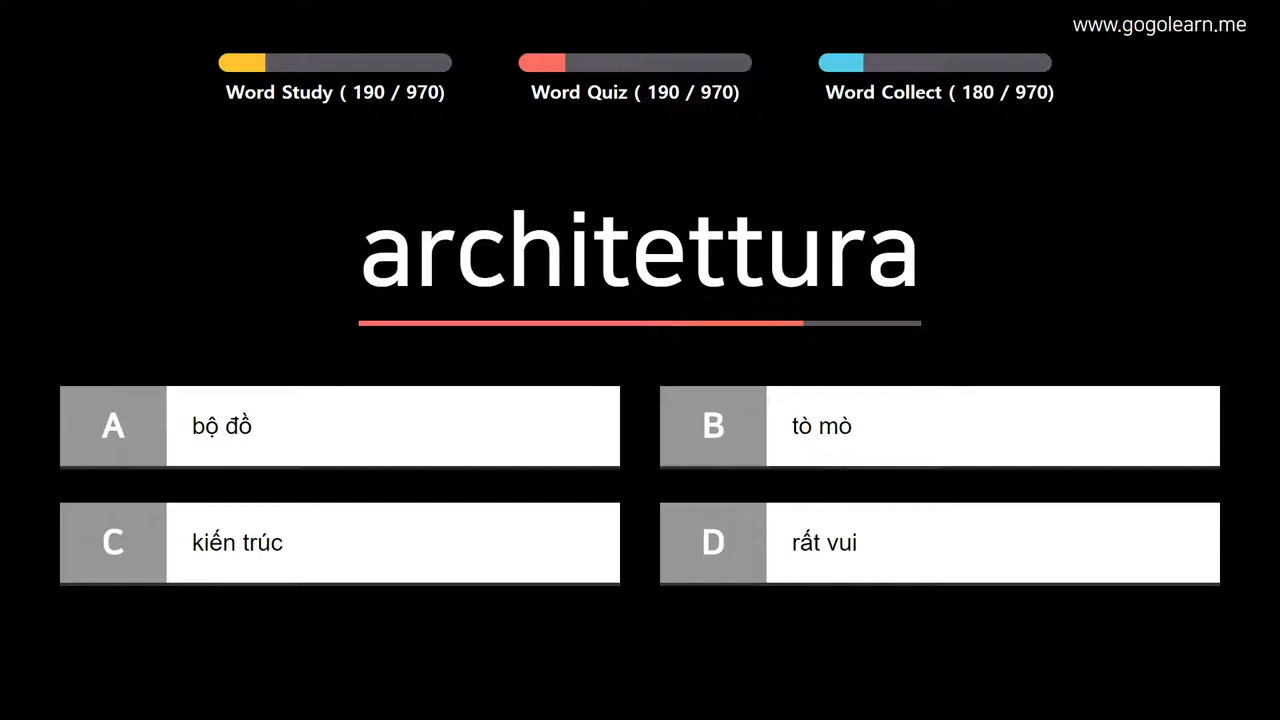 www.gogolearn.me
Word Study ( 190 / 970)
Word Quiz ( 190 / 970)
Word Collect ( 180 / 970)
architettura
A bộ đồ
B tò mò
C kiến trúc
D rất vui